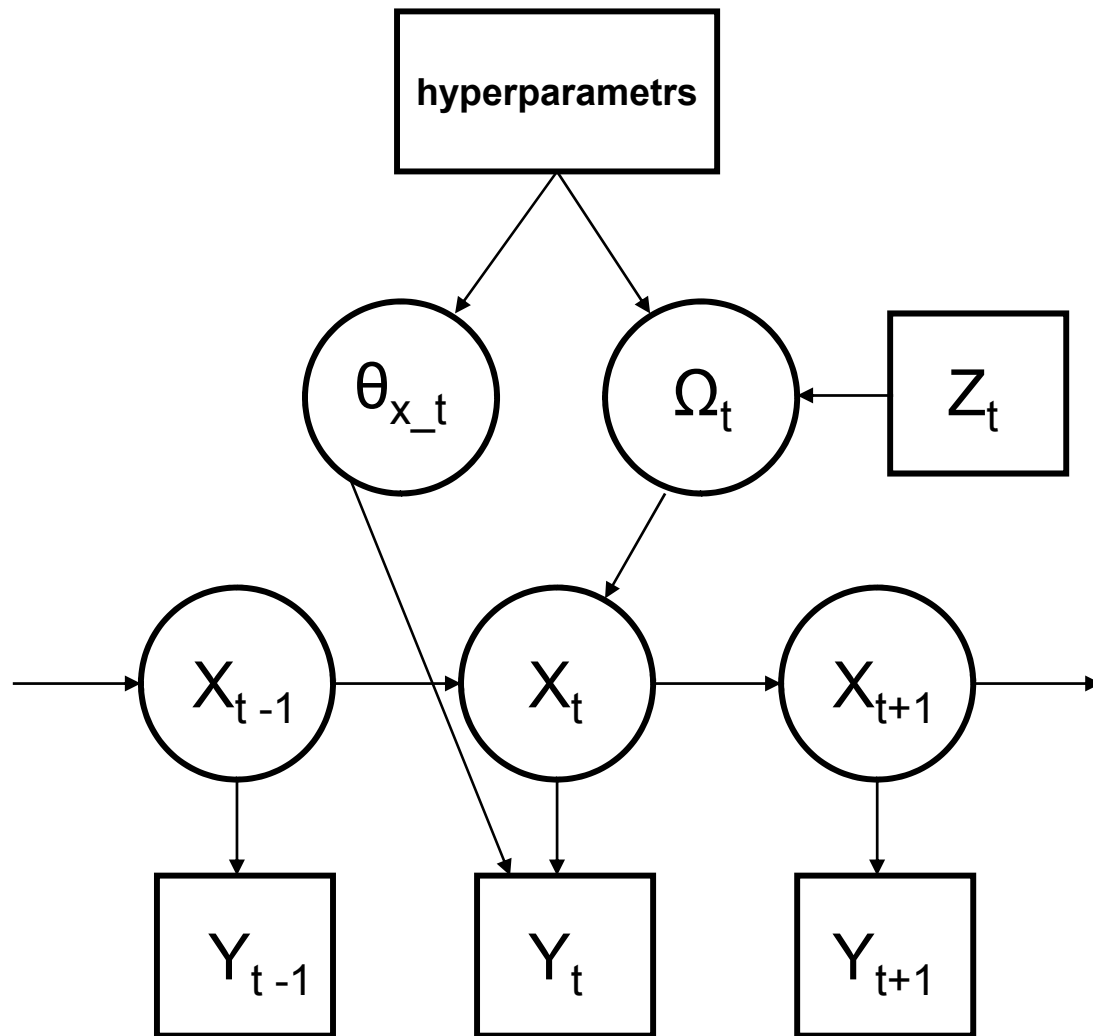 hyperparametrs
θx_t
Ωt
Zt
Xt -1
Xt
Xt+1
Yt -1
Yt
Yt+1